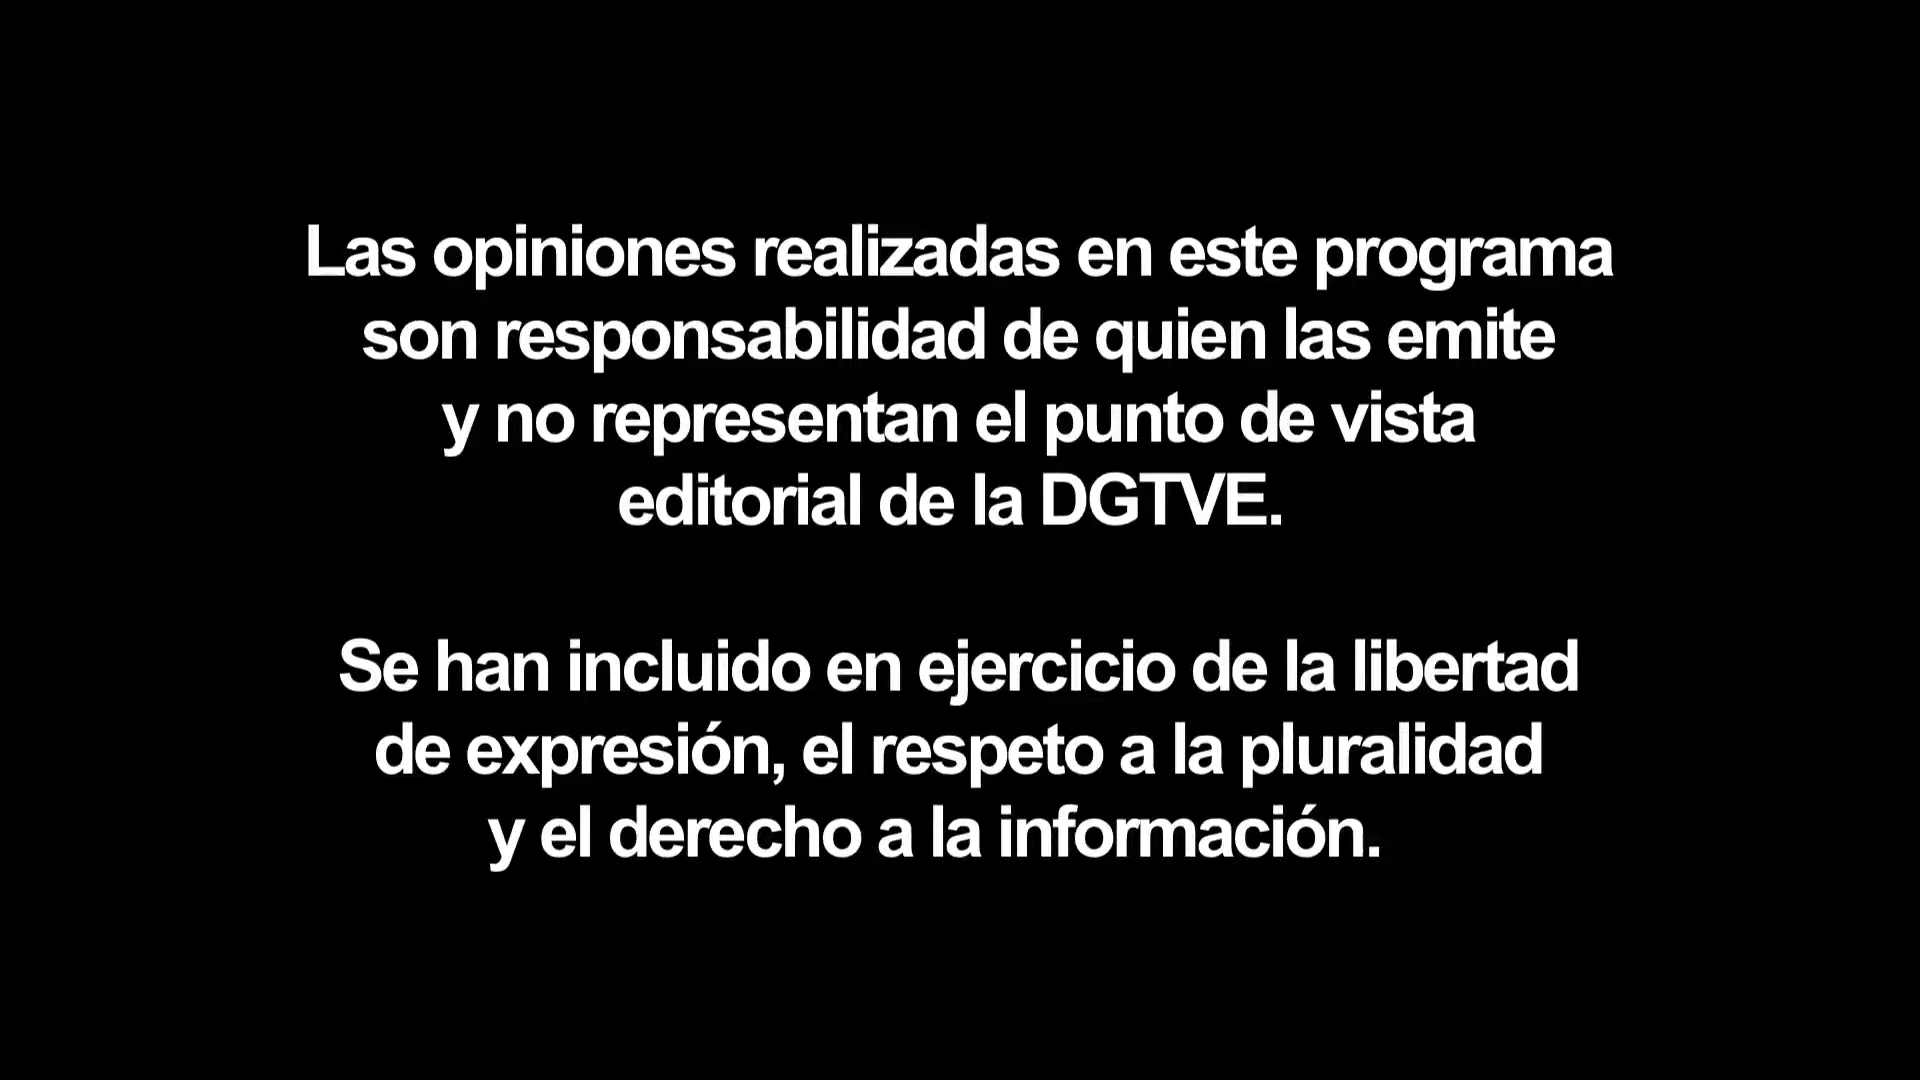 Las opiniones realizadas en este programa
son responsabilidad de quien las emite
y no representan el punto de vista
editorial de la DGTVE.
Se han incluido en ejercicio de la libertad
de expresión, el respeto a la pluralidad
y el derecho a la información.